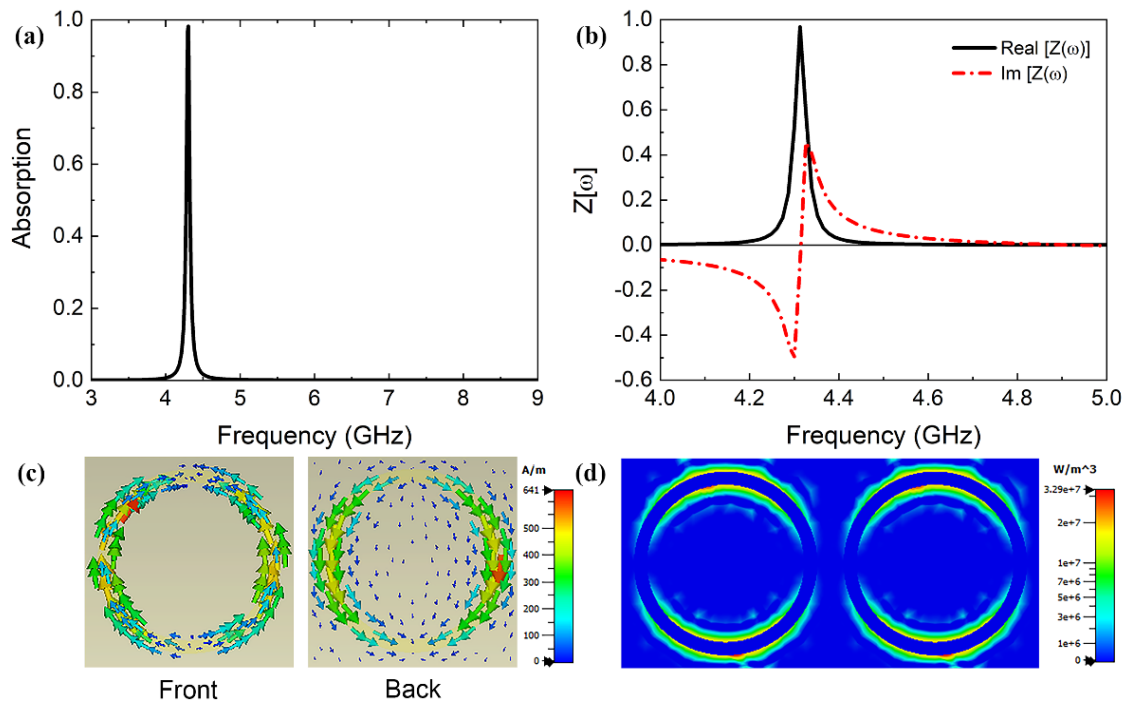 (a)
1.0
0.8
0.6
0.4
0.2
0.0
Absorption
3 4 5 6 7 8 9
Frequency (GHz)
(b)
1.0
0.8
0.6
0.4
0.2
0.0
-0.2
-0.4
-0.6
Z[ω]
Real [Z(ω)]
Im [Z(ω)
4.0 4.2 4.4 4.6 4.8 5.0
Frequency (GHz)
(c)
A/m
641
500
400
300
200
100
0
Front Back
(d)
W/m^3
3.29e+7
2e+7
1e+7
7e+6
5e+6
3e+6
1e+6
0